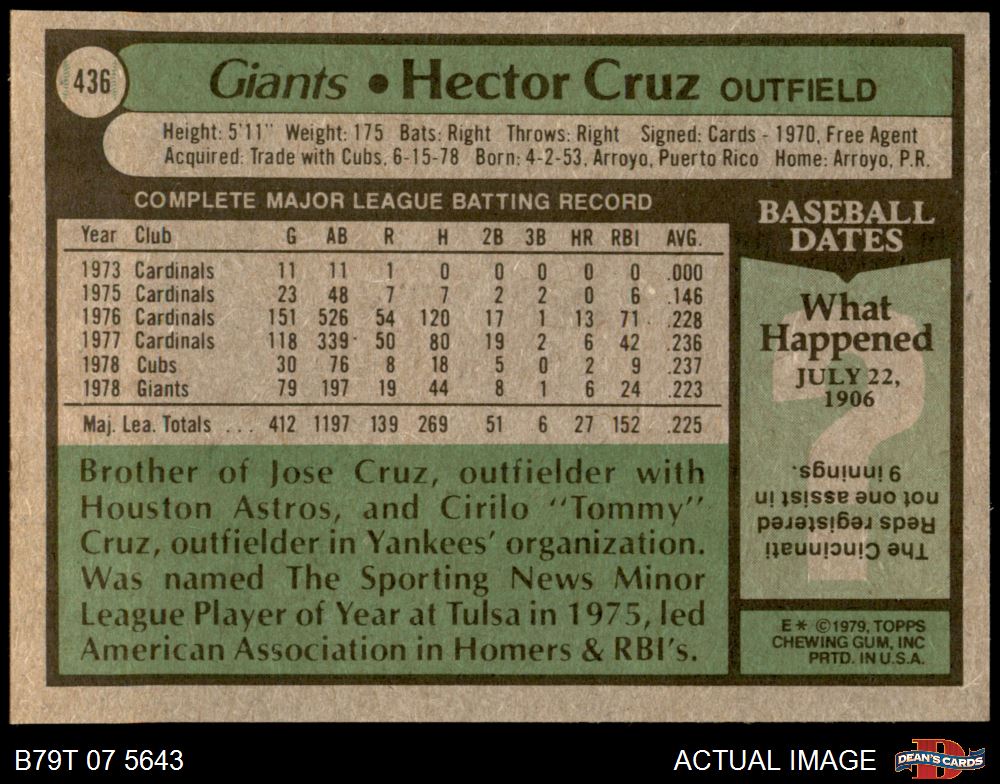 436
Giants • Hector Cruz OUTFIELD
Height: 5'11" Weight: 175 Bats: Right Throws: Right Signed: Cards - 1970, Free Agent
Acquired: Trade with Cubs, 6-15-78 Born: 4-2-53, Arroyo, Puerto Rico Home: Arroyo, P.R.
COMPLETE MAJOR LEAGUE BATTING RECORD
Year Club G AB R H 2B 3B HR RBI AVG.
1973 Cardinals 11 11 1 0 0 0 0 0 .000
1975 Cardinals 23 48 7 7 2 2 0 6 .146
1976 Cardinals 151 526 54 120 17 1 13 71 .228
1977 Cardinals 118 339 50 80 19 2 6 42 .236
1978 Cubs 30 76 8 18 5 0 2 9 .237
1978 Giants 79 197 19 44 8 1 6 24 .223
Maj. Lea. Totals ... 412 1197 139 269 51 6 27 152 .225
Brother of Jose Cruz, outfielder with
Houston Astros, and Cirilo "Tommy"
Cruz, outfielder in Yankees' organization.
Was named The Sporting News Minor
League Player of Year at Tulsa in 1975, led
American Association in Homers & RBI's.
BASEBALL
DATES
What
Happened
JULY 22,
1906
The Cincinnati
Reds registered
not one assist in
9 innings.
E * ©1979, TOPPS
CHEWING GUM, INC
PRTD. IN U.S.A.
B79T 07 5643
ACTUAL IMAGE
DEAN'S CARDS